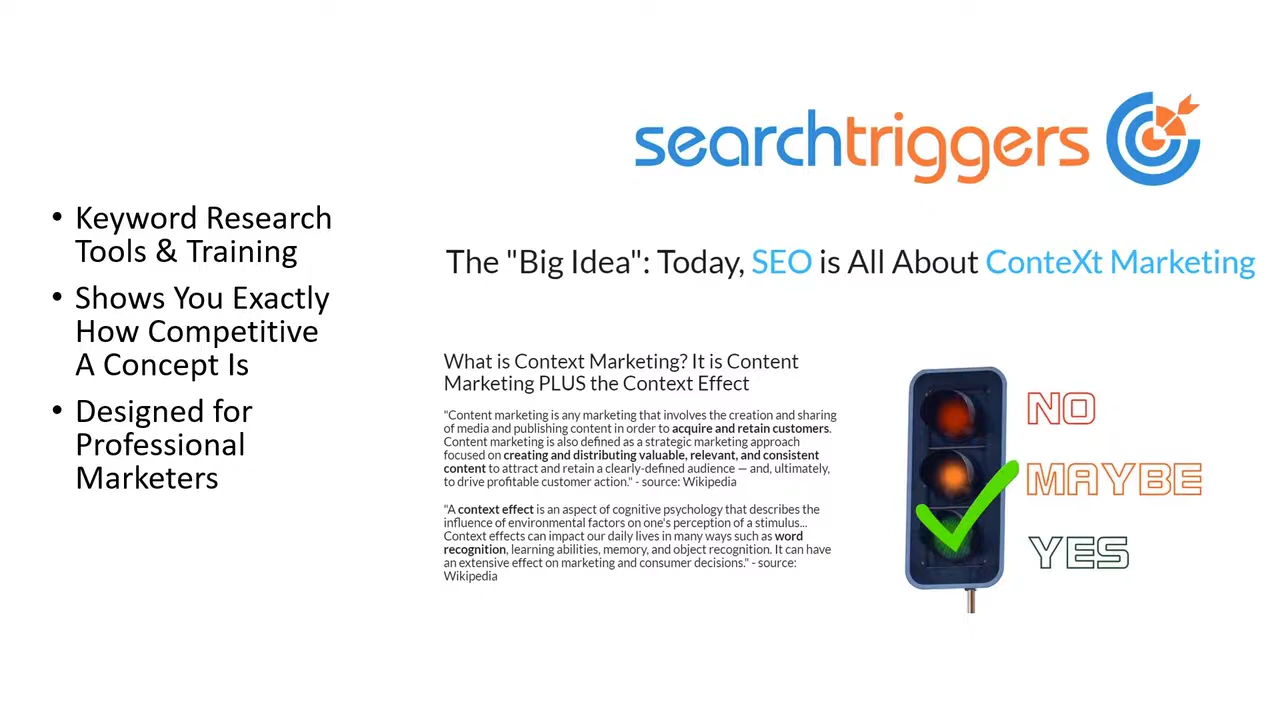 searchtriggers
• Keyword Research
Tools & Training
• Shows You Exactly
How Competitive
A Concept Is
• Designed for
Professional
Marketers
The "Big Idea": Today, SEO is All About ConteXt Marketing
What is Context Marketing? It is Content
Marketing PLUS the Context Effect
"Content marketing is any marketing that involves the creation and sharing
of media and publishing content in order to acquire and retain customers.
Content marketing is also defined as a strategic marketing approach
focused on creating and distributing valuable, relevant, and consistent
content to attract and retain a clearly-defined audience — and, ultimately,
to drive profitable customer action." - source: Wikipedia
"A context effect is an aspect of cognitive psychology that describes the
influence of environmental factors on one's perception of a stimulus...
Context effects can impact our daily lives in many ways such as word
recognition, learning abilities, memory, and object recognition. It can have
an extensive effect on marketing and consumer decisions." - source:
Wikipedia
NO
MAYBE
YES